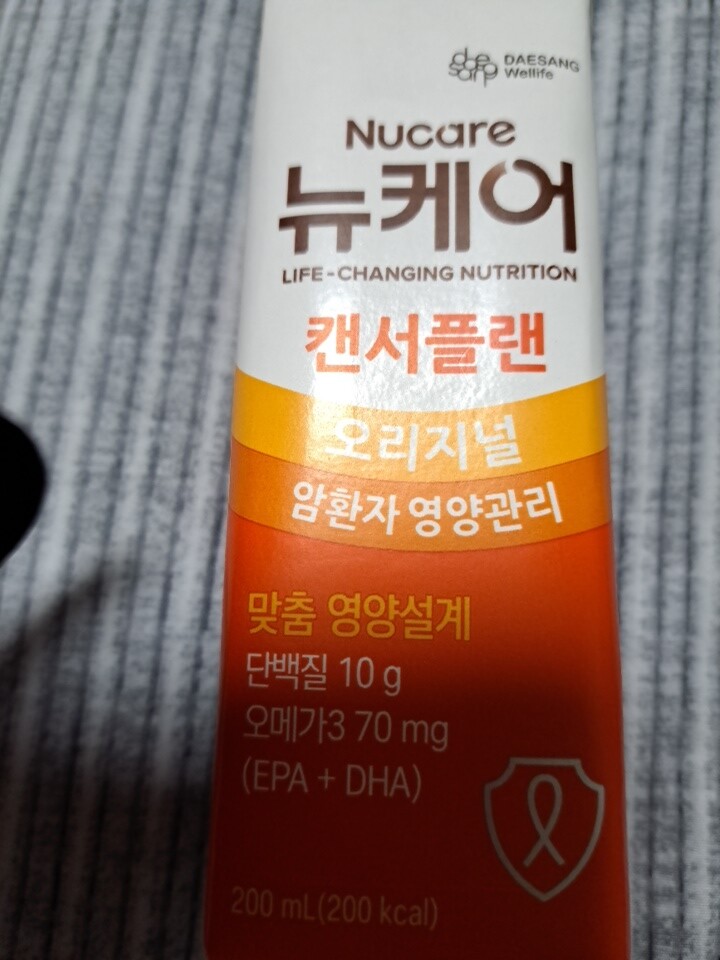 DAESANG
Wellife
Nucare
뉴케어
LIFE-CHANGING NUTRITION
캔서플랜
오리지널
암환자 영양관리
맞춤 영양설계
단백질 10 g
오메가3 70 mg
(EPA + DHA)
200 mL(200 kcal)